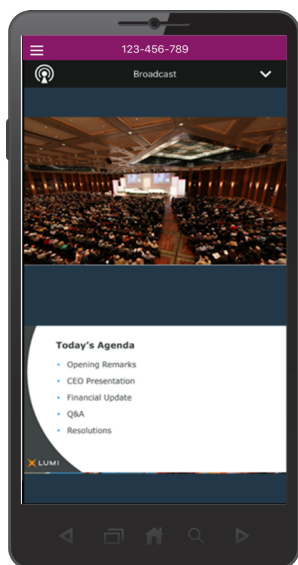 123-456-789
Broadcast
Today's Agenda
• Opening Remarks
• CEO Presentation
• Financial Update
• Q&A
• Resolutions
LUMI